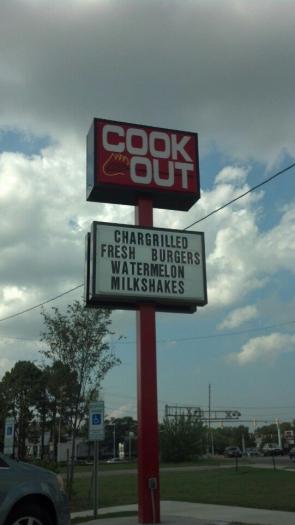 COOK
OUT
CHARGRILLED
FRESH BURGERS
WATERMELON
MILKSHAKES